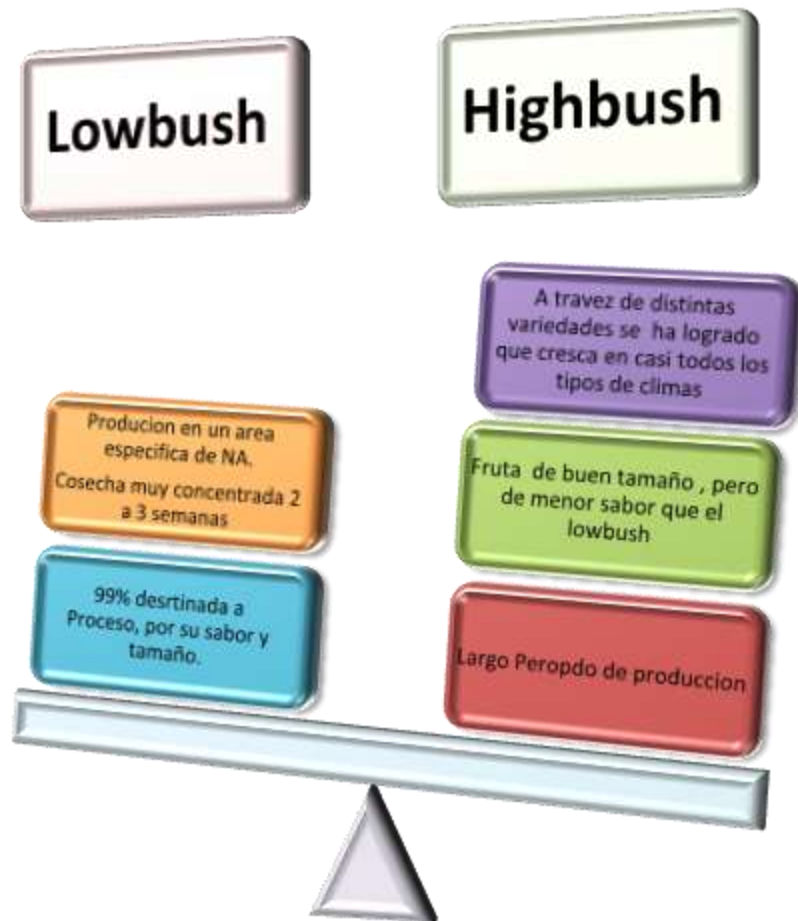 Lowbush
Highbush
Producion en un area
especifica de NA.
Cosecha muy concentrada 2
a 3 semanas
99% desrtinada a
Proceso, por su sabor y
tamaño.
A travez de distintas
variedades se ha logrado
que cresca en casi todos los
tipos de climas
Fruta de buen tamaño , pero
de menor sabor que el
lowbush
Largo Peropdo de produccion